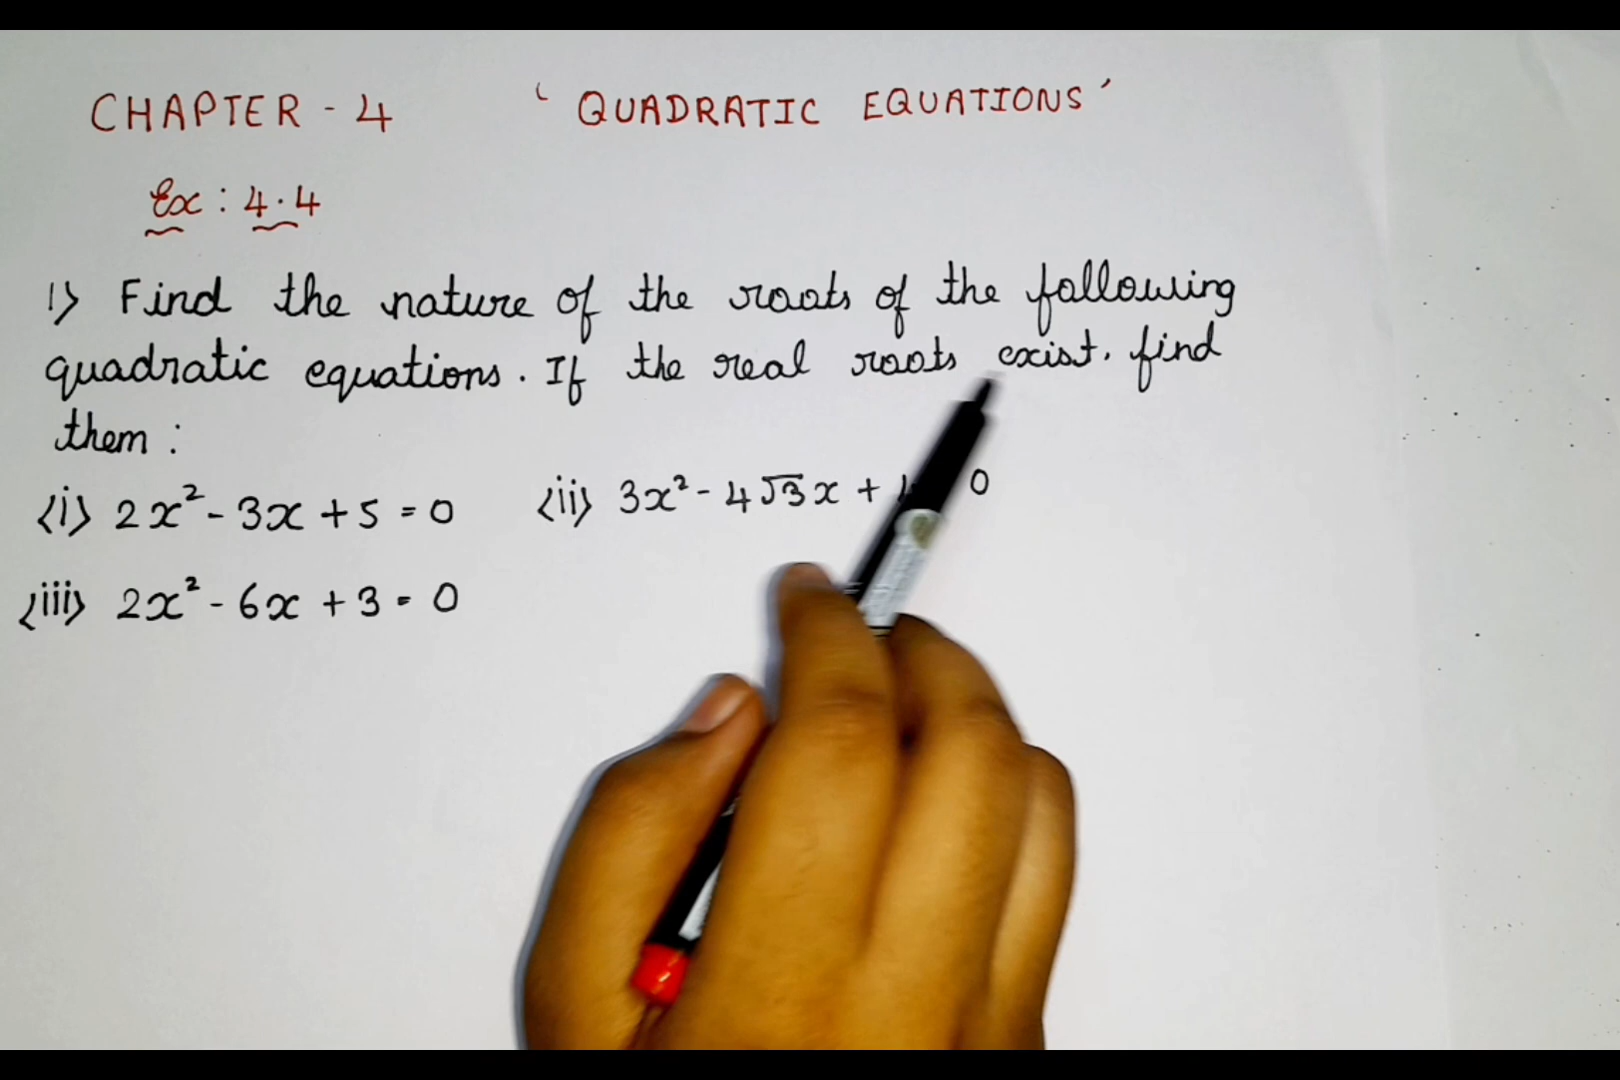 CHAPTER - 4 ‘ QUADRATIC EQUATIONS ’
Ex : 4.4
1) Find the nature of the roots of the following
quadratic equations. If the real roots exist, find
them :
(i) 2x² - 3x + 5 = 0 (ii) 3x² - 4√3x + 0
(iii) 2x² - 6x + 3 = 0